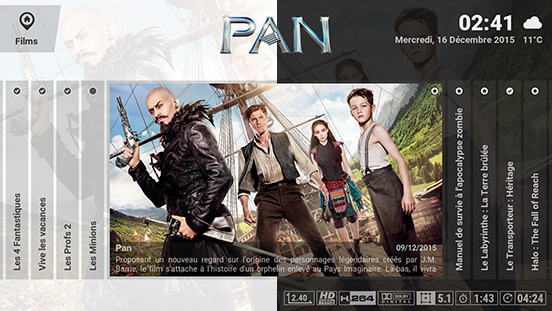 Films
PAN
02:41
Mercredi, 16 Décembre 2015 11°C
Les 4 Fantastiques
Vive les vacances
Les Profs 2
Les Minions
Pan
09/12/2015
Proposant un nouveau regard sur l'origine des personnages légendaires créés par J.M.
Barrie, le film s'attache à l'histoire d'un orphelin enlevé au Pays Imaginaire. Là-bas, il vivra
Manuel de survie à l'apocalypse zombie
Le Labyrinthe : La Terre brûlée
Le Transporteur : Héritage
Halo : The Fall of Reach
2.40 HD H.264 DOLBY DIGITAL 5.1 1:43 04:24